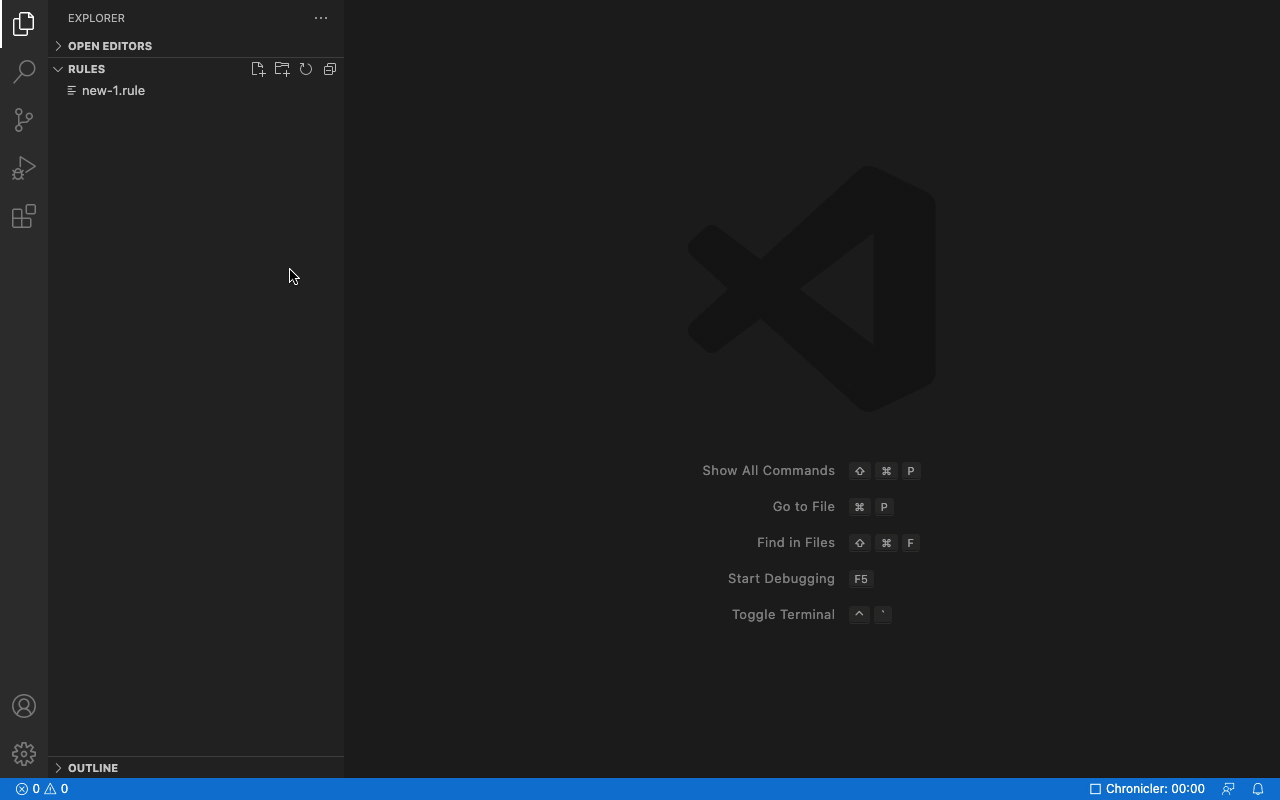 EXPLORER
OPEN EDITORS
RULES
new-1.rule
Show All Commands ⇧ ⌘ P
Go to File ⌘ P
Find in Files ⇧ ⌘ F
Start Debugging F5
Toggle Terminal ^ `
OUTLINE
0 0 Chronicler: 00:00